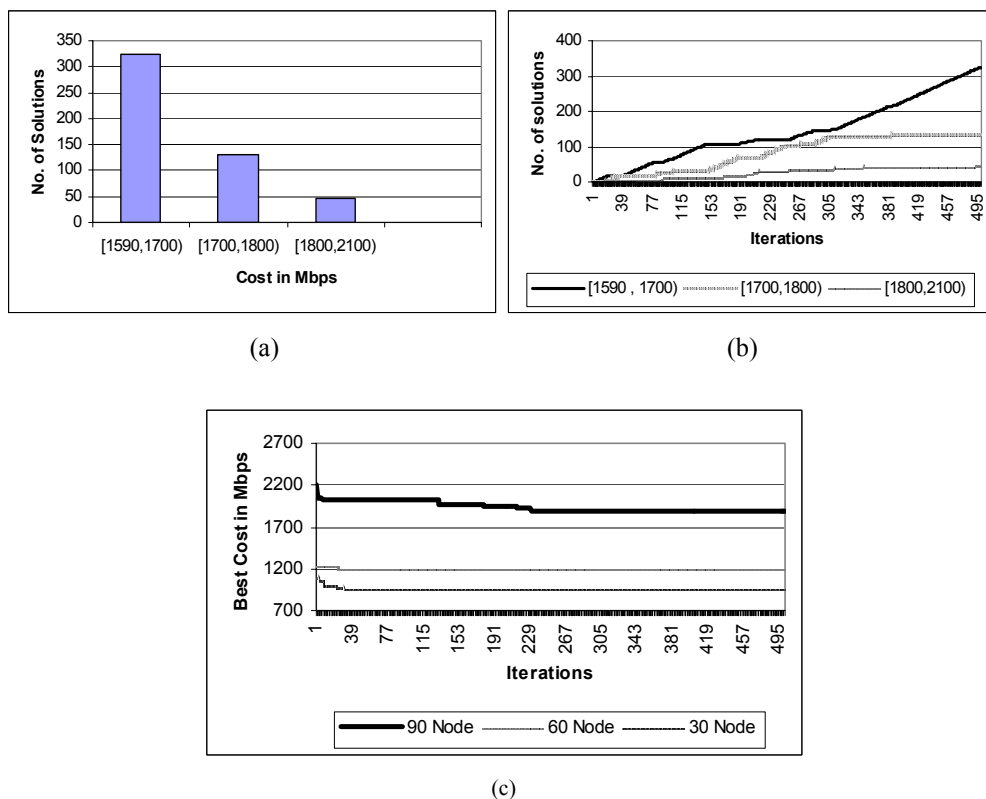 350
300
250
200
150
100
50
0
No. of Solutions
[1590,1700) [1700,1800) [1800,2100)
Cost in Mbps
(a)
400
300
200
100
0
No. of solutions
1 39 77 115 153 191 229 267 305 343 381 419 457 495
Iterations
[1590 , 1700) [1700,1800) [1800,2100)
(b)
2700
2200
1700
1200
700
Best Cost in Mbps
1 39 77 115 153 191 229 267 305 343 381 419 457 495
Iterations
90 Node 60 Node 30 Node
(c)